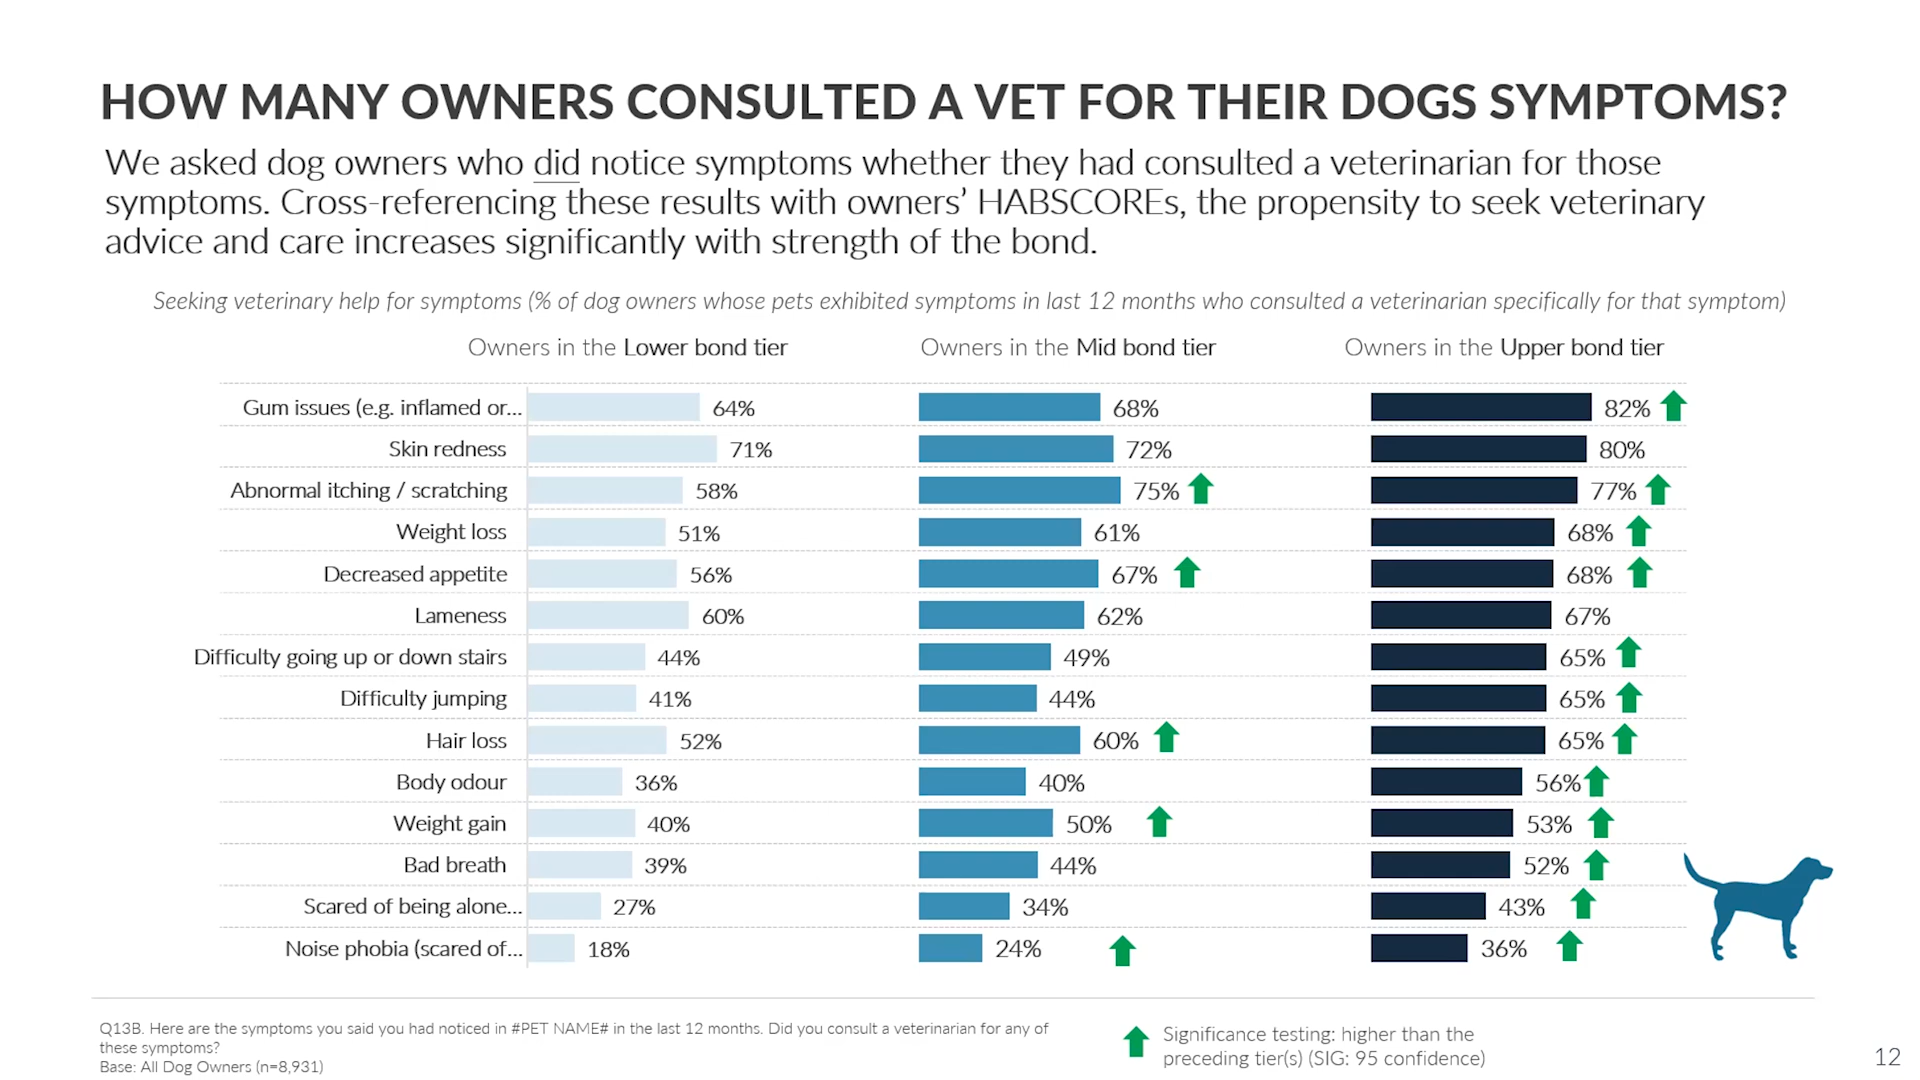 HOW MANY OWNERS CONSULTED A VET FOR THEIR DOGS SYMPTOMS?
We asked dog owners who did notice symptoms whether they had consulted a veterinarian for those
symptoms. Cross-referencing these results with owners’ HABSCOREs, the propensity to seek veterinary
advice and care increases significantly with strength of the bond.
Seeking veterinary help for symptoms (% of dog owners whose pets exhibited symptoms in last 12 months who consulted a veterinarian specifically for that symptom)
Owners in the Lower bond tier Owners in the Mid bond tier Owners in the Upper bond tier
Gum issues (e.g. inflamed or... 64% 68% 82%
Skin redness 71% 72% 80%
Abnormal itching / scratching 58% 75% 77%
Weight loss 51% 61% 68%
Decreased appetite 56% 67% 68%
Lameness 60% 62% 67%
Difficulty going up or down stairs 44% 49% 65%
Difficulty jumping 41% 44% 65%
Hair loss 52% 60% 65%
Body odour 36% 40% 56%
Weight gain 40% 50% 53%
Bad breath 39% 44% 52%
Scared of being alone... 27% 34% 43%
Noise phobia (scared of... 18% 24% 36%
Q13B. Here are the symptoms you said you had noticed in #PET NAME# in the last 12 months. Did you consult a veterinarian for any of
these symptoms?
Base: All Dog Owners (n=8,931)
Significance testing: higher than the
preceding tier(s) (SIG: 95 confidence)
12